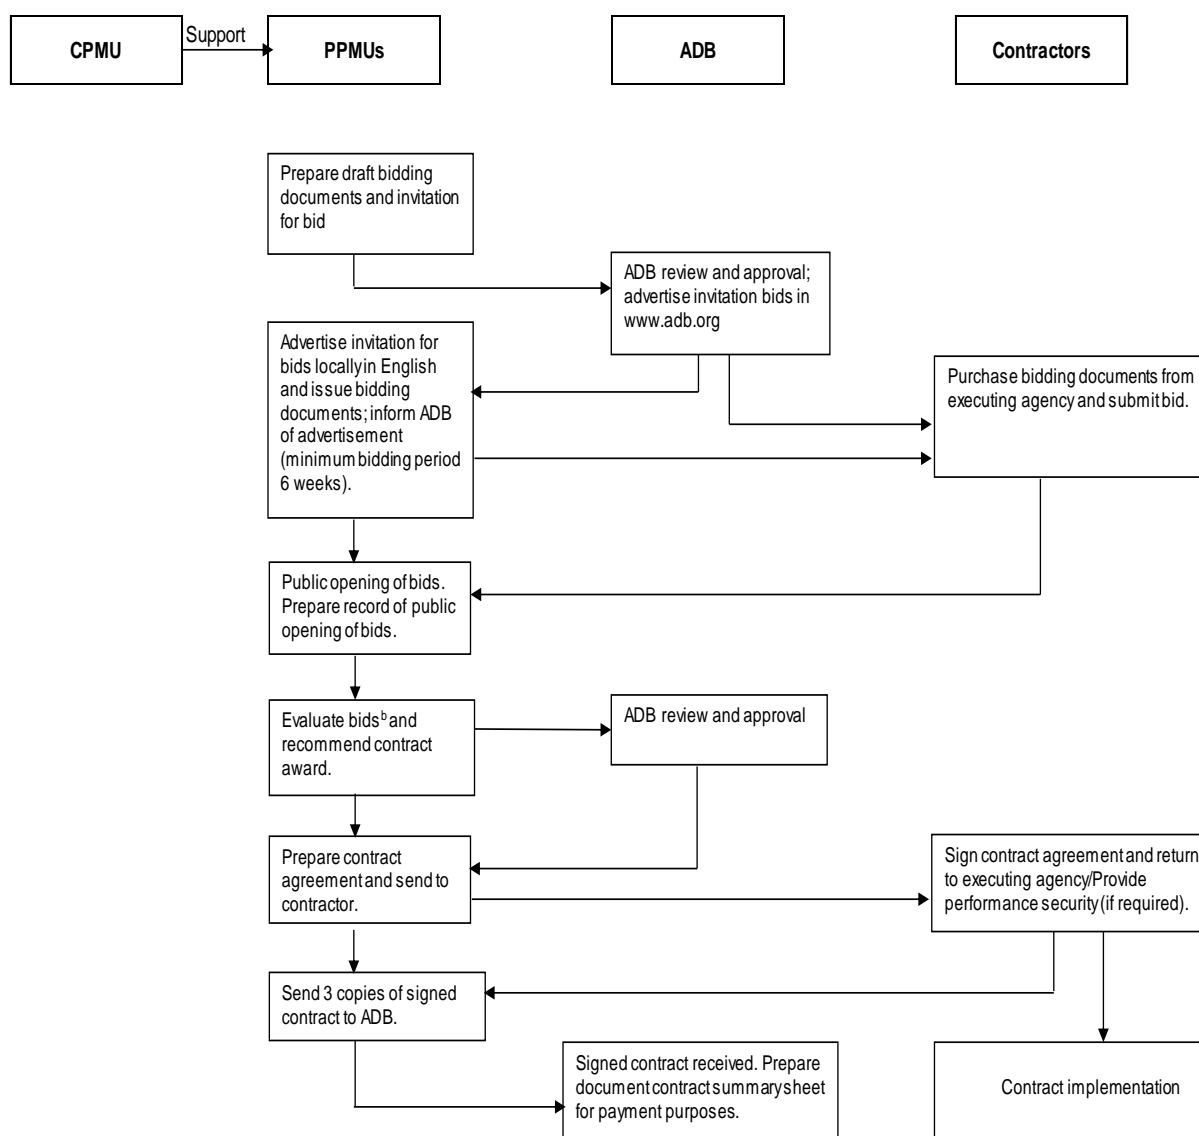 CPMU
Support
PPMUs
ADB
Contractors
Prepare draft bidding
documents and invitation
for bid
ADB review and approval;
advertise invitation bids in
www.adb.org
Advertise invitation for
bids locally in English
and issue bidding
documents; inform ADB
of advertisement
(minimum bidding period
6 weeks).
Purchase bidding documents from
executing agency and submit bid.
Public opening of bids.
Prepare record of public
opening of bids.
Evaluate bidsᵇ and
recommend contract
award.
ADB review and approval
Prepare contract
agreement and send to
contractor.
Sign contract agreement and return
to executing agency/Provide
performance security (if required).
Send 3 copies of signed
contract to ADB.
Signed contract received. Prepare
document contract summary sheet
for payment purposes.
Contract implementation